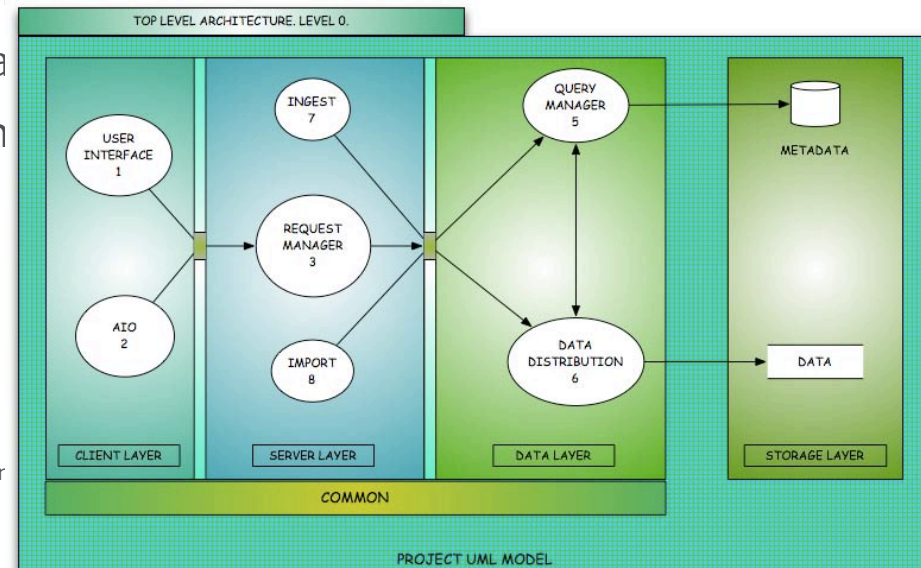 TOP LEVEL ARCHITECTURE. LEVEL 0.
a
n
r
USER
INTERFACE
1
AIO
2
CLIENT LAYER
INGEST
7
REQUEST
MANAGER
3
IMPORT
8
SERVER LAYER
QUERY
MANAGER
5
DATA
DISTRIBUTION
6
DATA LAYER
METADATA
DATA
STORAGE LAYER
COMMON
PROJECT UML MODEL